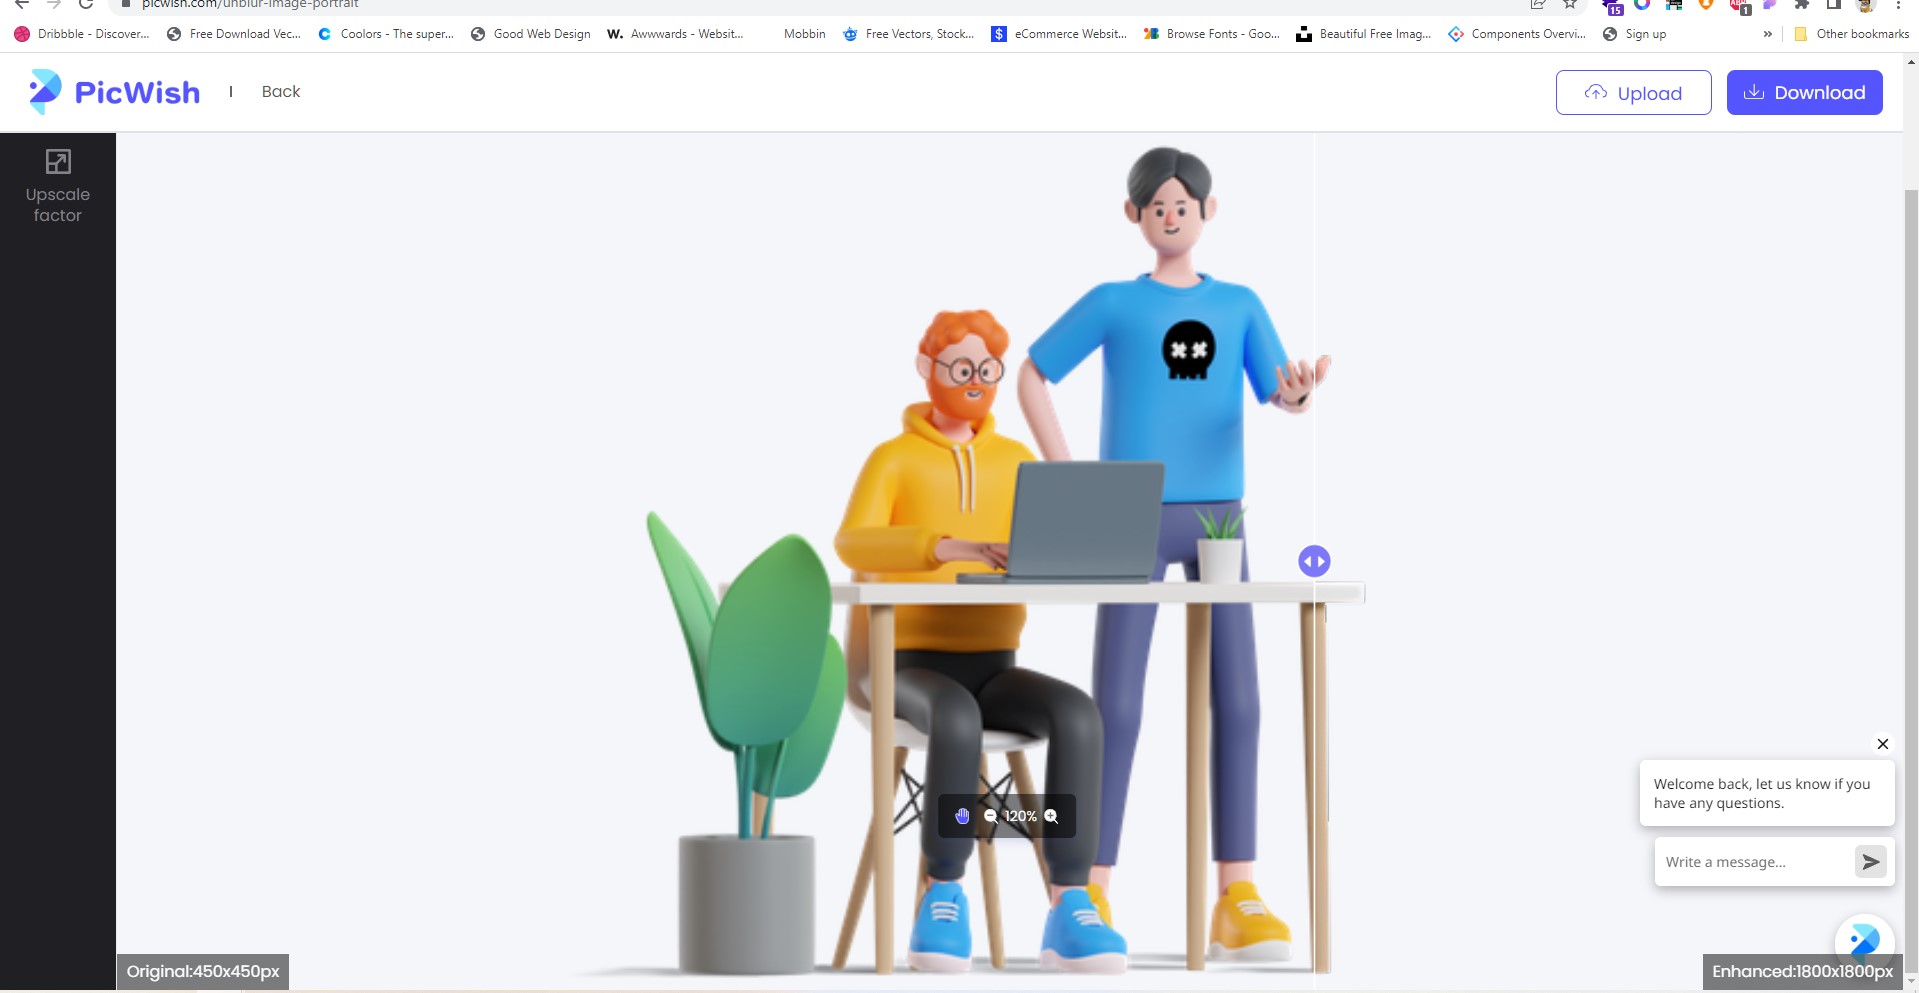 picwish.com/unblur-image-portrait
15
1
Dribbble - Discover...
Free Download Vec...
Coolors - The super...
Good Web Design
W. Awwwards - Websit...
Mobbin
Free Vectors, Stock...
$ eCommerce Websit...
Browse Fonts - Goo...
Beautiful Free Imag...
Components Overvi...
Sign up
»
Other bookmarks
PicWish
Back
Upload
Download
Upscale
factor
120%
Welcome back, let us know if you
have any questions.
Write a message...
Original:450x450px
Enhanced:1800x1800px